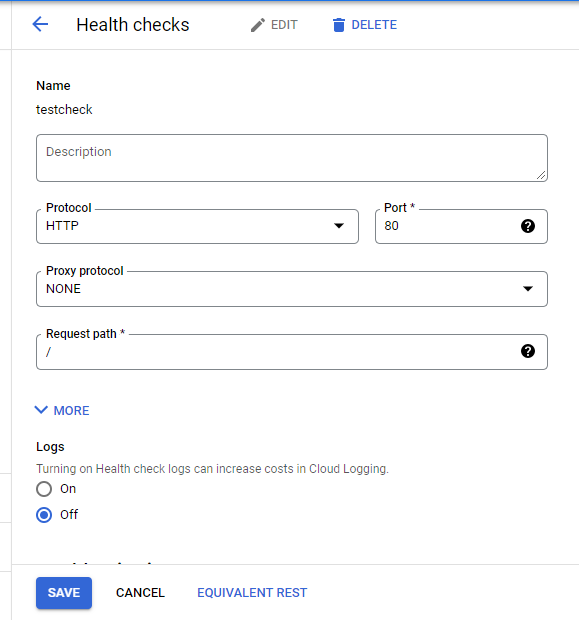 Health checks EDIT DELETE
Name
testcheck
Description
Protocol Port *
HTTP 80
Proxy protocol
NONE
Request path *
/
MORE
Logs
Turning on Health check logs can increase costs in Cloud Logging.
On
Off
SAVE CANCEL EQUIVALENT REST